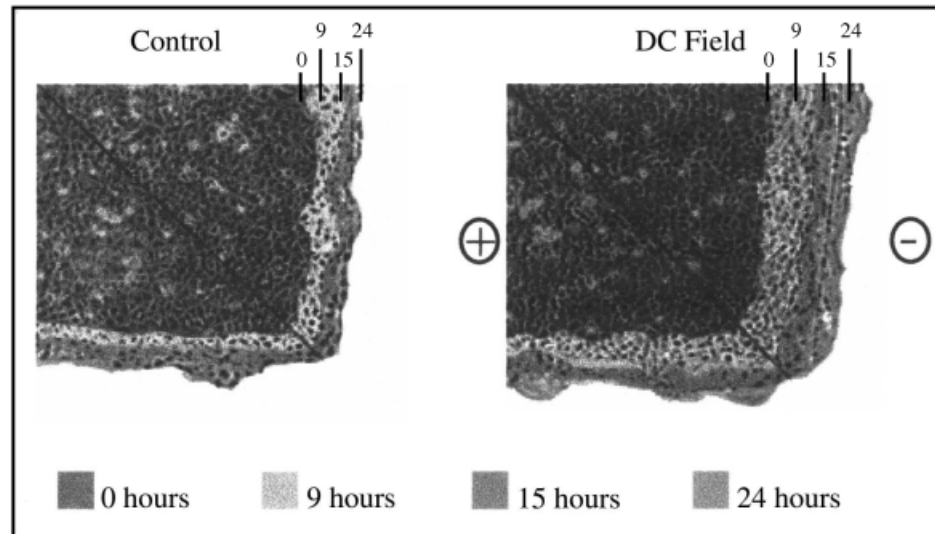 Control
0
9
15
24
DC Field
0
9
15
24
+
-
0 hours
9 hours
15 hours
24 hours